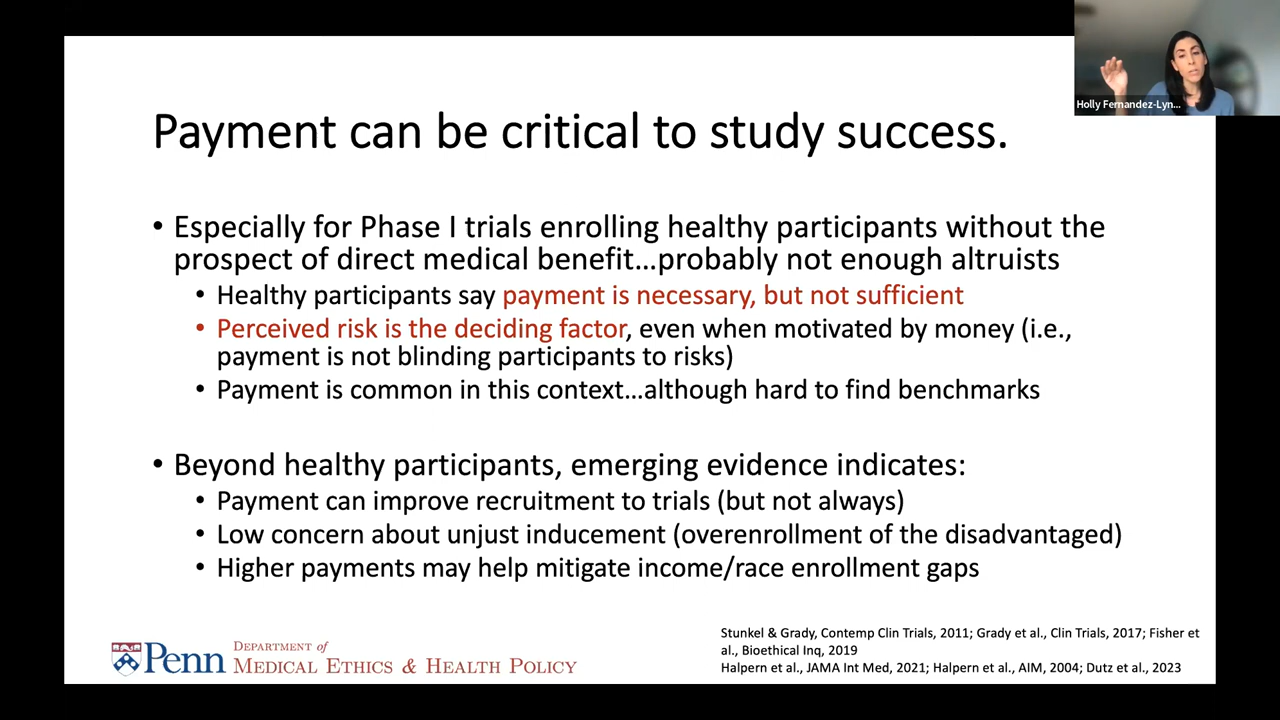 Holly Fernandez-Lyn...
Payment can be critical to study success.
• Especially for Phase I trials enrolling healthy participants without the
prospect of direct medical benefit…probably not enough altruists
• Healthy participants say payment is necessary, but not sufficient
• Perceived risk is the deciding factor, even when motivated by money (i.e.,
payment is not blinding participants to risks)
• Payment is common in this context…although hard to find benchmarks
• Beyond healthy participants, emerging evidence indicates:
• Payment can improve recruitment to trials (but not always)
• Low concern about unjust inducement (overenrollment of the disadvantaged)
• Higher payments may help mitigate income/race enrollment gaps
Penn
DEPARTMENT of
MEDICAL ETHICS & HEALTH POLICY
Stunkel & Grady, Contemp Clin Trials, 2011; Grady et al., Clin Trials, 2017; Fisher et
al., Bioethical Inq, 2019
Halpern et al., JAMA Int Med, 2021; Halpern et al., AIM, 2004; Dutz et al., 2023